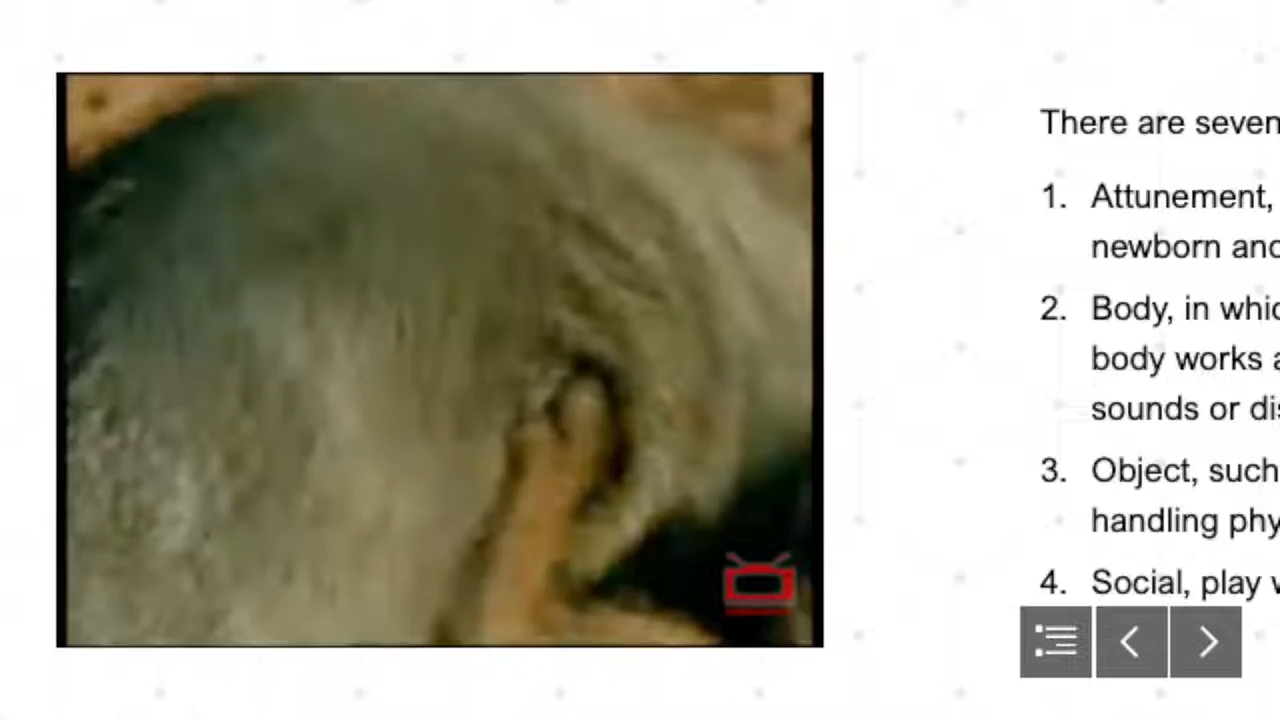 There are seven
1. Attunement,
newborn and
2. Body, in whic
body works a
sounds or dis
3. Object, such
handling phy
4. Social, play w